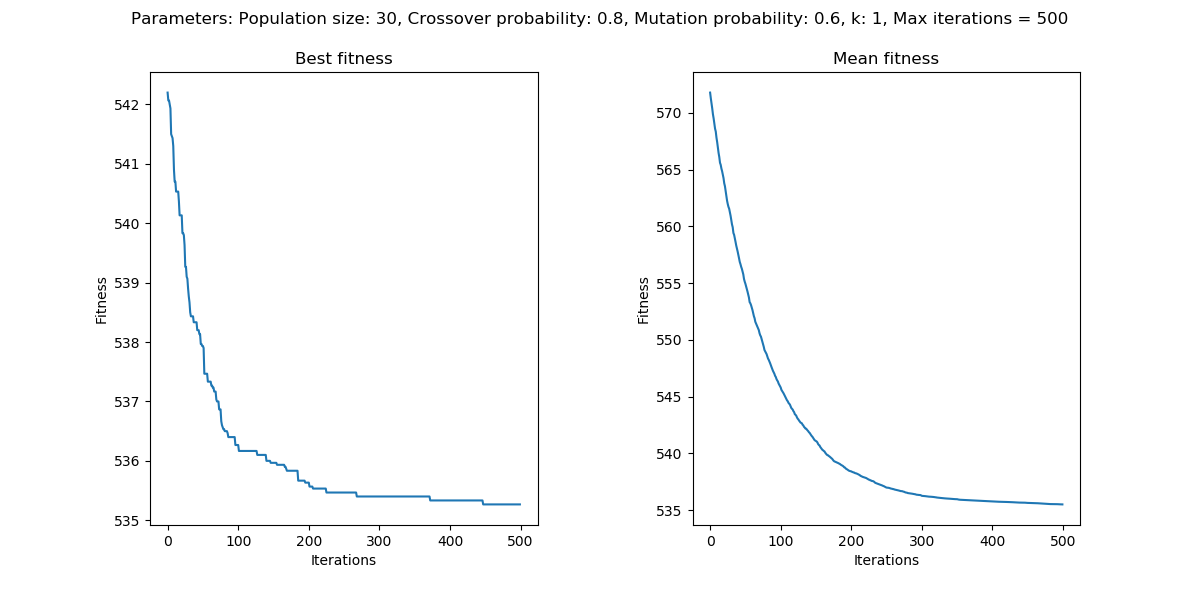 Parameters: Population size: 30, Crossover probability: 0.8, Mutation probability: 0.6, k: 1, Max iterations = 500
Best fitness
542
541
540
539
538
537
536
535
Fitness
0 100 200 300 400 500
Iterations
Mean fitness
570
565
560
555
550
545
540
535
Fitness
0 100 200 300 400 500
Iterations